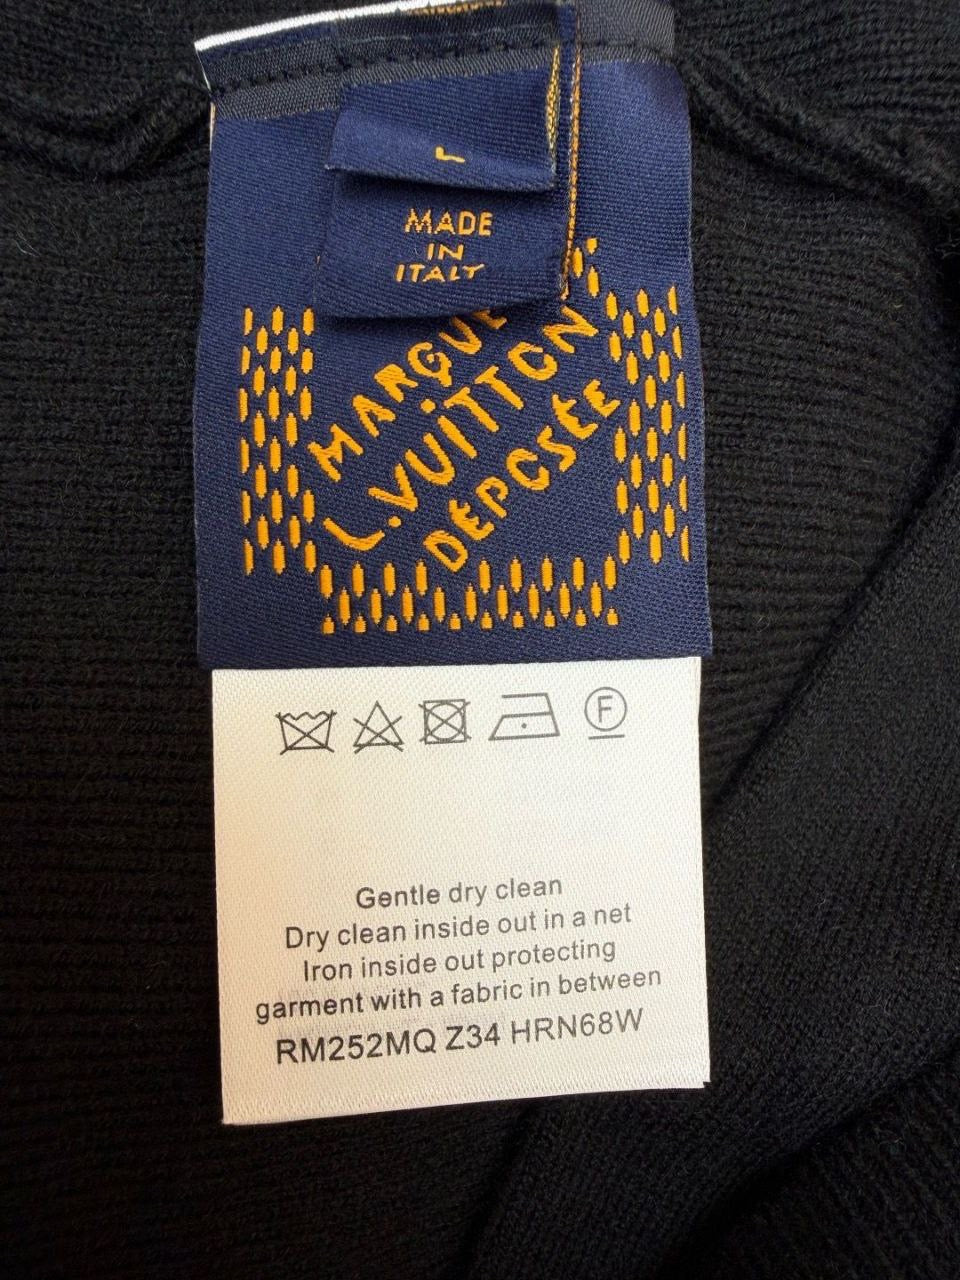 L
MADE
IN
ITALY
MARQUE
L.VUITTON
DÉPOSÉE
F
Gentle dry clean
Dry clean inside out in a net
Iron inside out protecting
garment with a fabric in between
RM252MQ Z34 HRN68W